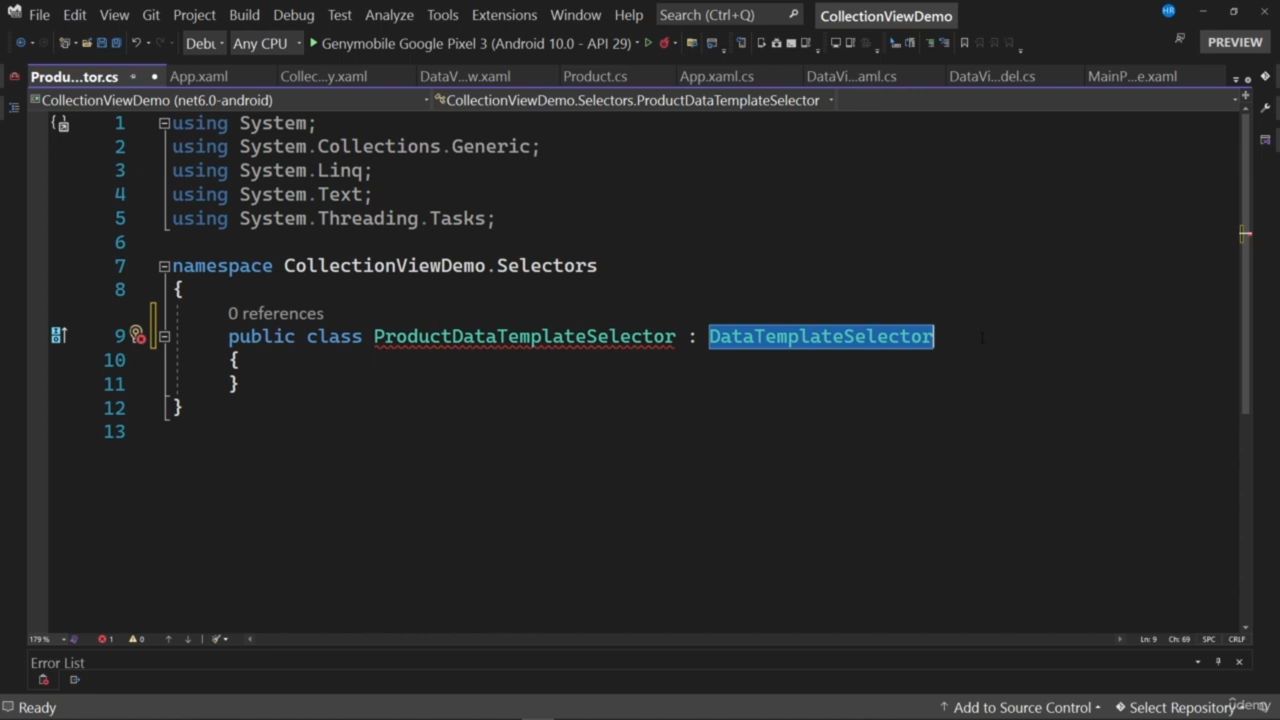 File Edit View Git Project Build Debug Test Analyze Tools Extensions Window Help Search (Ctrl+Q) CollectionViewDemo HR
Debu Any CPU Genymobile Google Pixel 3 (Android 10.0 - API 29) PREVIEW
Produ...tor.cs App.xaml Collec...y.xaml DataV...w.xaml Product.cs App.xaml.cs DataVi...aml.cs DataVi...del.cs MainP...e.xaml
CollectionViewDemo (net6.0-android) CollectionViewDemo.Selectors.ProductDataTemplateSelector
1 using System;
2 using System.Collections.Generic;
3 using System.Linq;
4 using System.Text;
5 using System.Threading.Tasks;
6
7 namespace CollectionViewDemo.Selectors
8 {
0 references
9 public class ProductDataTemplateSelector : DataTemplateSelector
10 {
11 }
12 }
13
179 % 1 0 Ln: 9 Ch: 69 SPC CRLF
Error List
Ready Add to Source Control Select Repository
Udemy